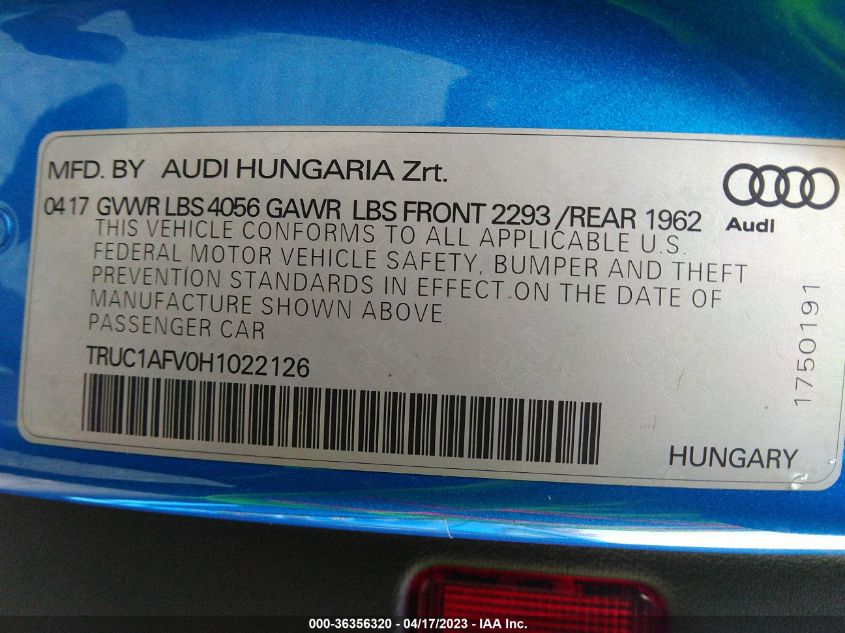 MFD. BY AUDI HUNGARIA Zrt.
04 17 GVWR LBS 4056 GAWR LBS FRONT 2293 /REAR 1962
Audi
THIS VEHICLE CONFORMS TO ALL APPLICABLE U.S.
FEDERAL MOTOR VEHICLE SAFETY, BUMPER AND THEFT
PREVENTION STANDARDS IN EFFECT ON THE DATE OF
MANUFACTURE SHOWN ABOVE
PASSENGER CAR
TRUC1AFV0H1022126
1750191
HUNGARY
000-36356320 - 04/17/2023 - IAA Inc.